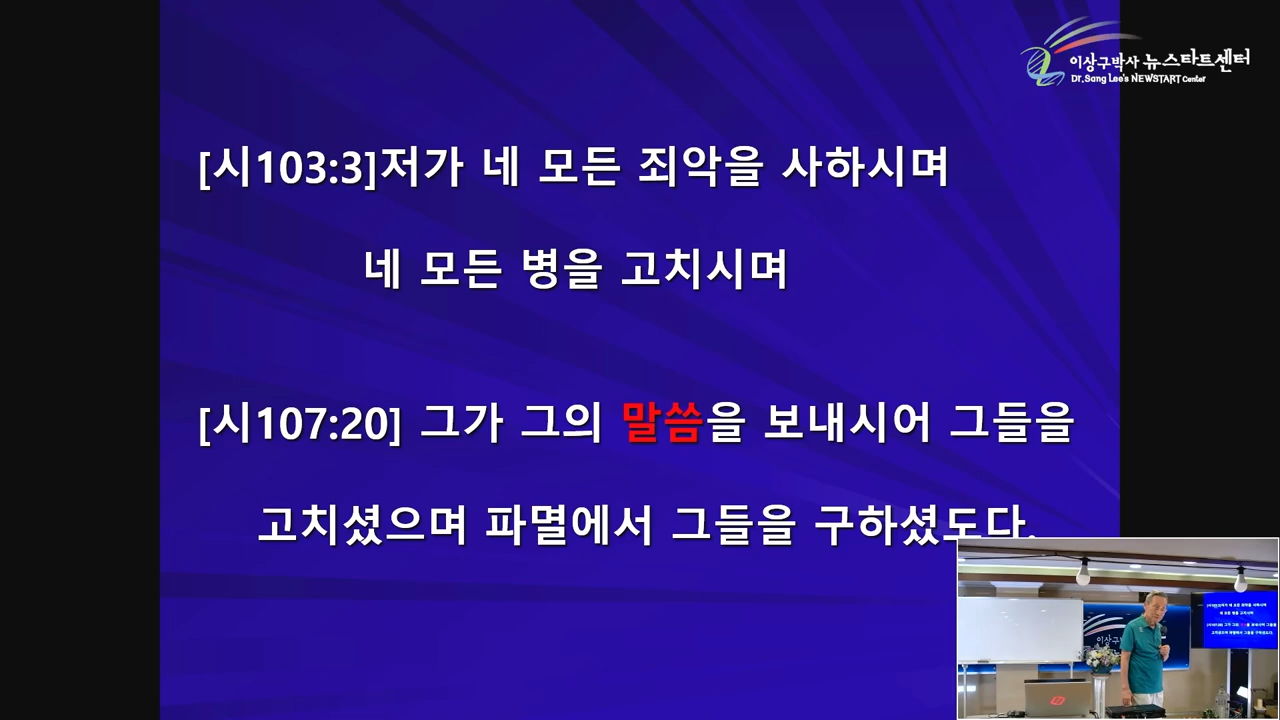 이상구박사 뉴스타트센터
Dr.Sang Lee's NEWSTART Center
[시103:3]저가 네 모든 죄악을 사하시며
네 모든 병을 고치시며
[시107:20] 그가 그의 말씀을 보내시어 그들을
고치셨으며 파멸에서 그들을 구하셨도다.